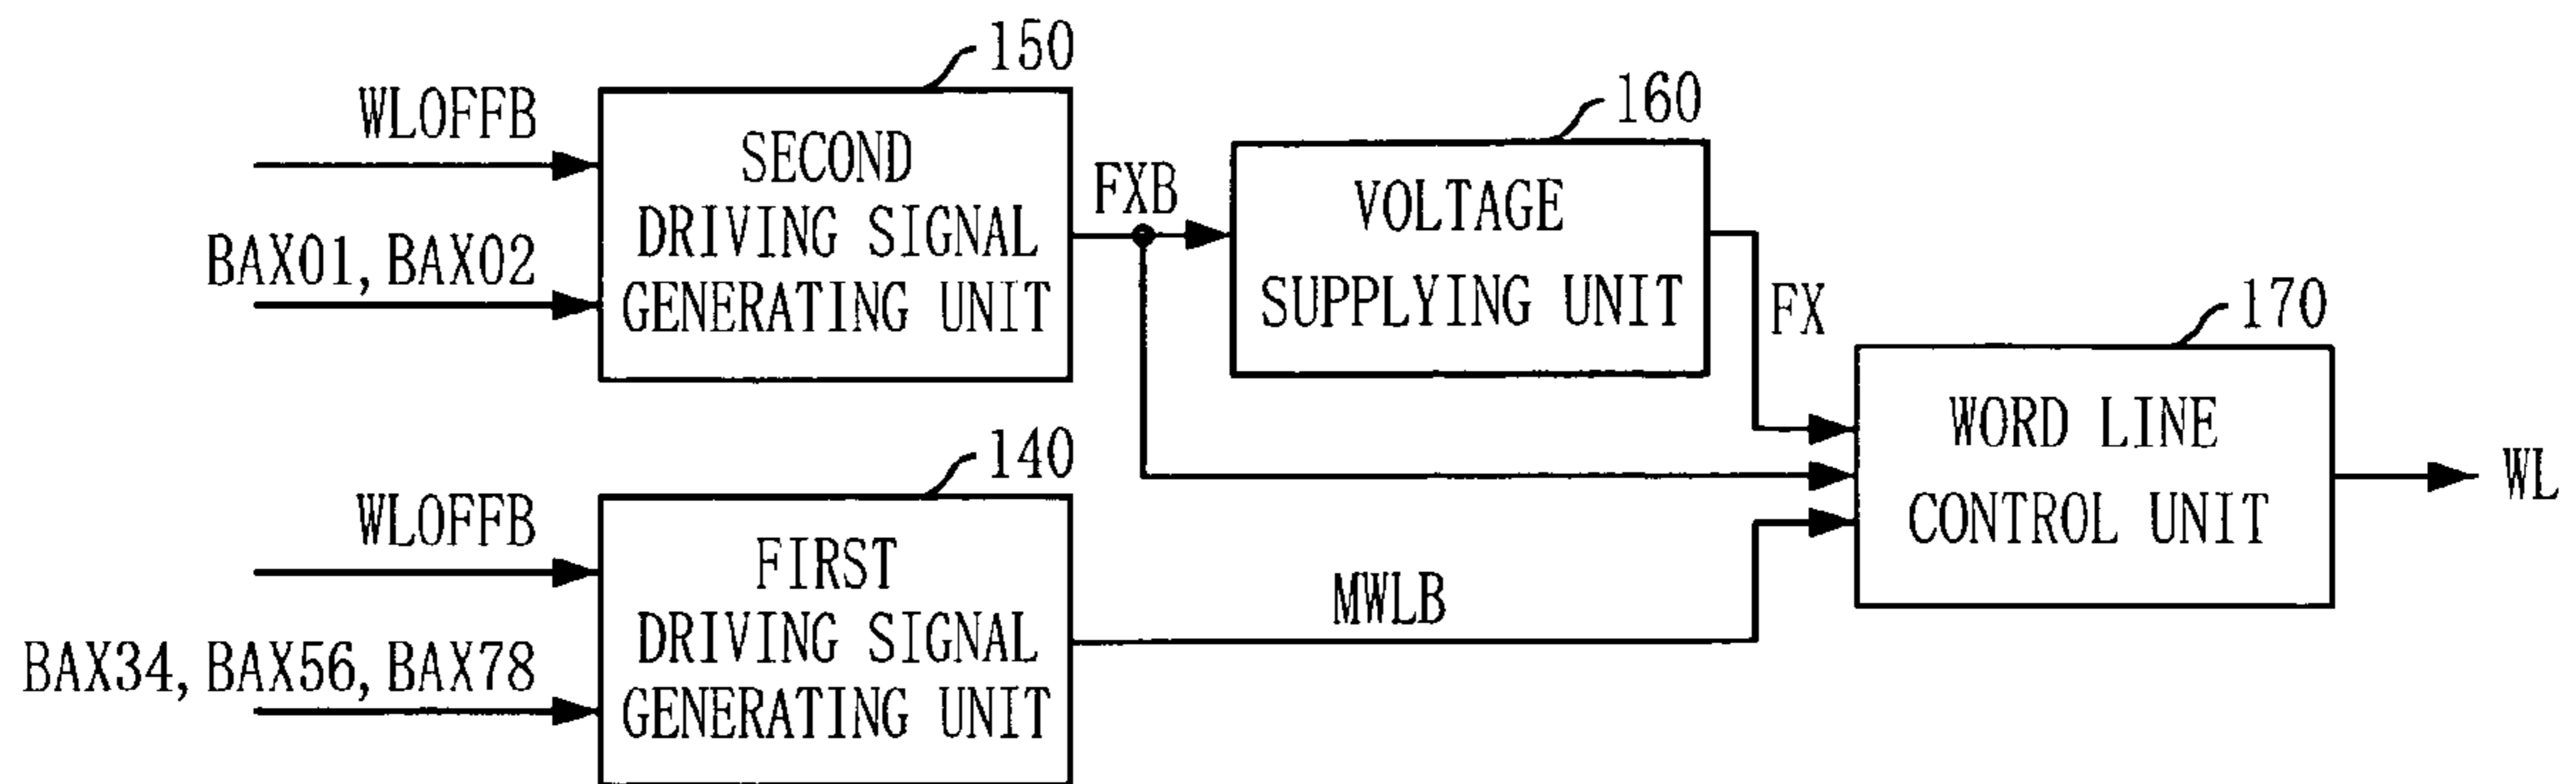 150
WLOFFB
BAX01, BAX02
SECOND
DRIVING SIGNAL
GENERATING UNIT
FXB
160
VOLTAGE
SUPPLYING UNIT
FX
170
WORD LINE
CONTROL UNIT
WL
140
WLOFFB
BAX34, BAX56, BAX78
FIRST
DRIVING SIGNAL
GENERATING UNIT
MWLB